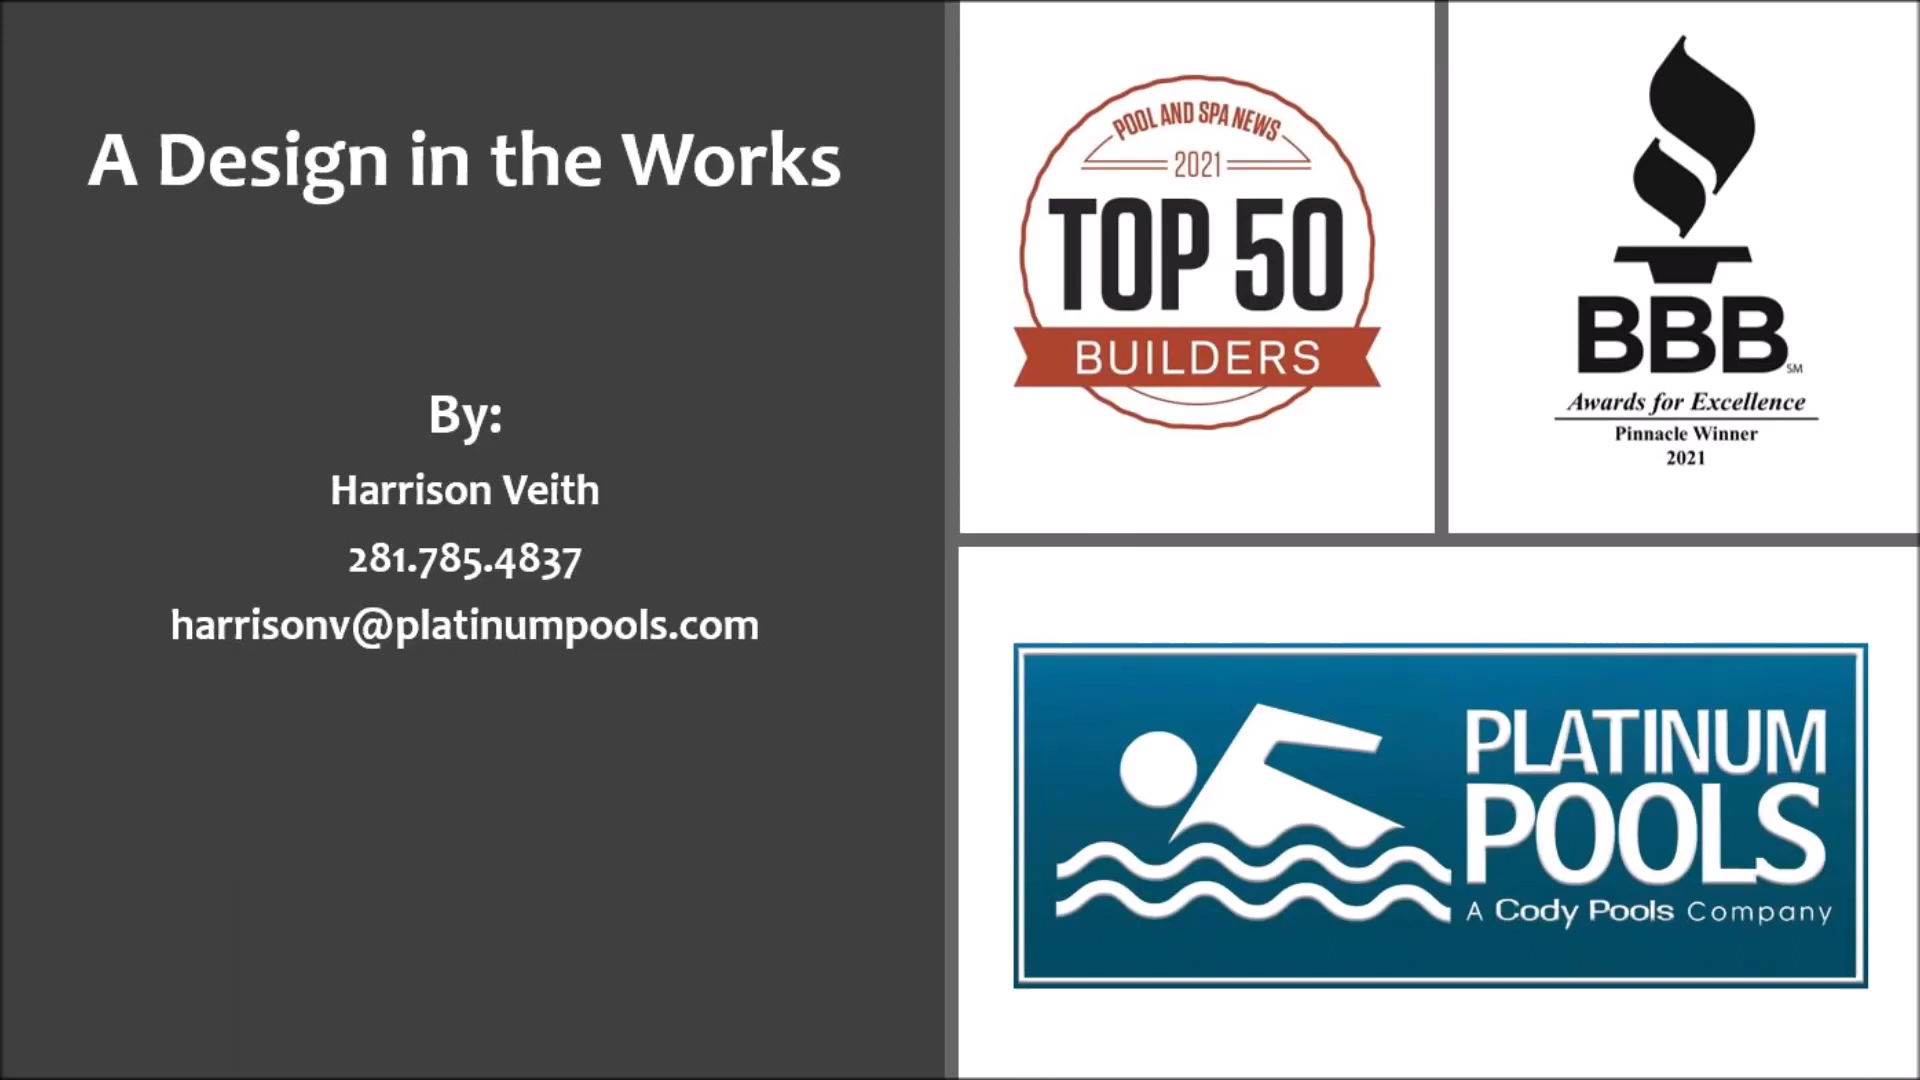 A Design in the Works
By:
Harrison Veith
281.785.4837
harrisonv@platinumpools.com
POOL AND SPA NEWS
2021
TOP 50
BUILDERS
BBB SM
Awards for Excellence
Pinnacle Winner
2021
PLATINUM
POOLS
A Cody Pools Company